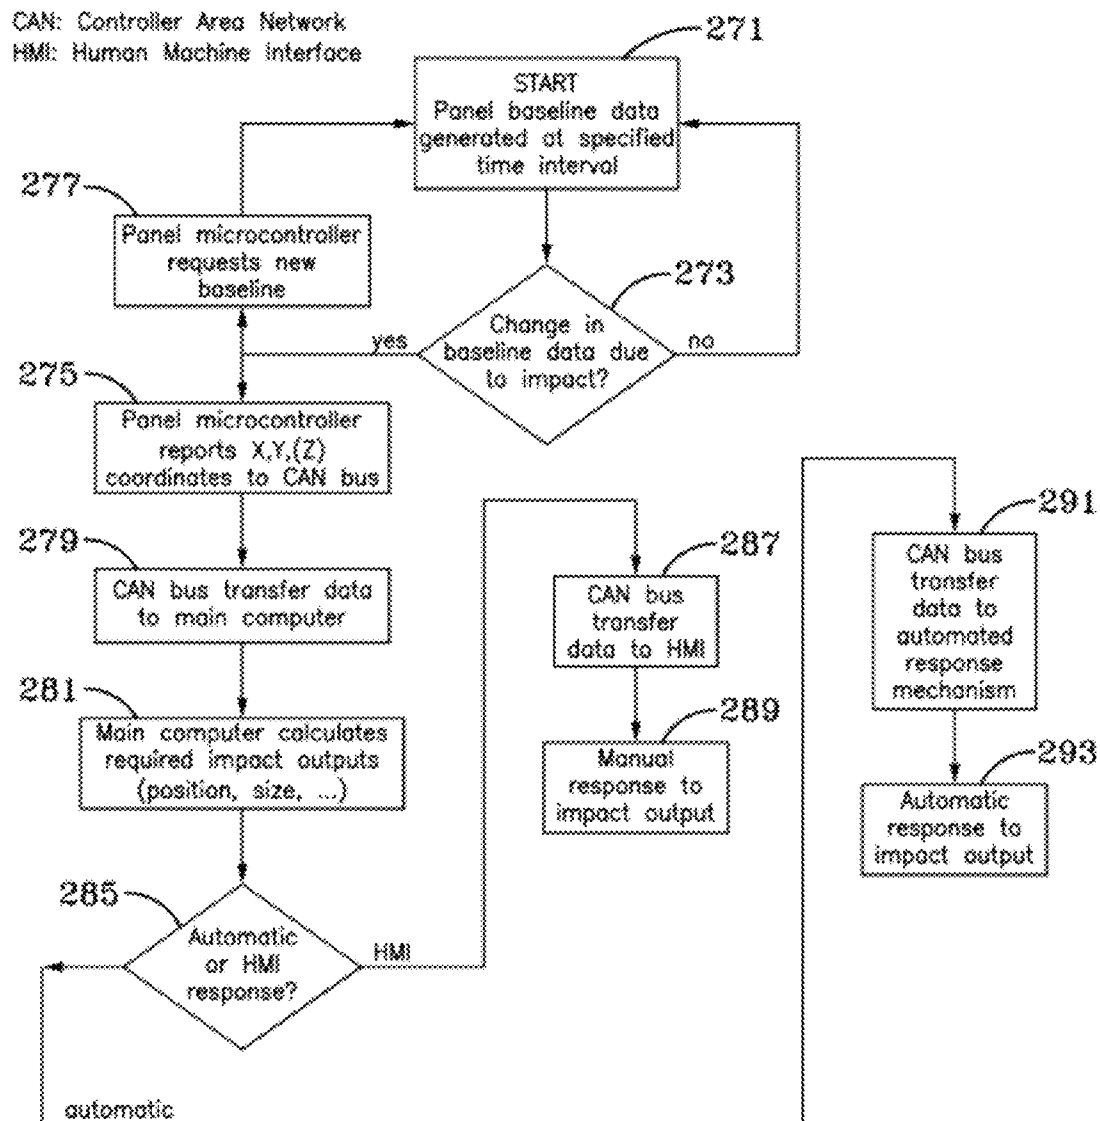 CAN: Controller Area Network
HMI: Human Machine Interface
271
START
Panel baseline data
generated at specified
time interval
277
Panel microcontroller
requests new
baseline
273
Change in
baseline data due
to impact?
yes
no
275
Panel microcontroller
reports X,Y,(Z)
coordinates to CAN bus
279
CAN bus transfer data
to main computer
281
Main computer calculates
required impact outputs
(position, size, ...)
285
Automatic
or HMI
response?
HMI
automatic
287
CAN bus
transfer
data to HMI
289
Manual
response to
impact output
291
CAN bus
transfer
data to
automated
response
mechanism
293
Automatic
response to
impact output